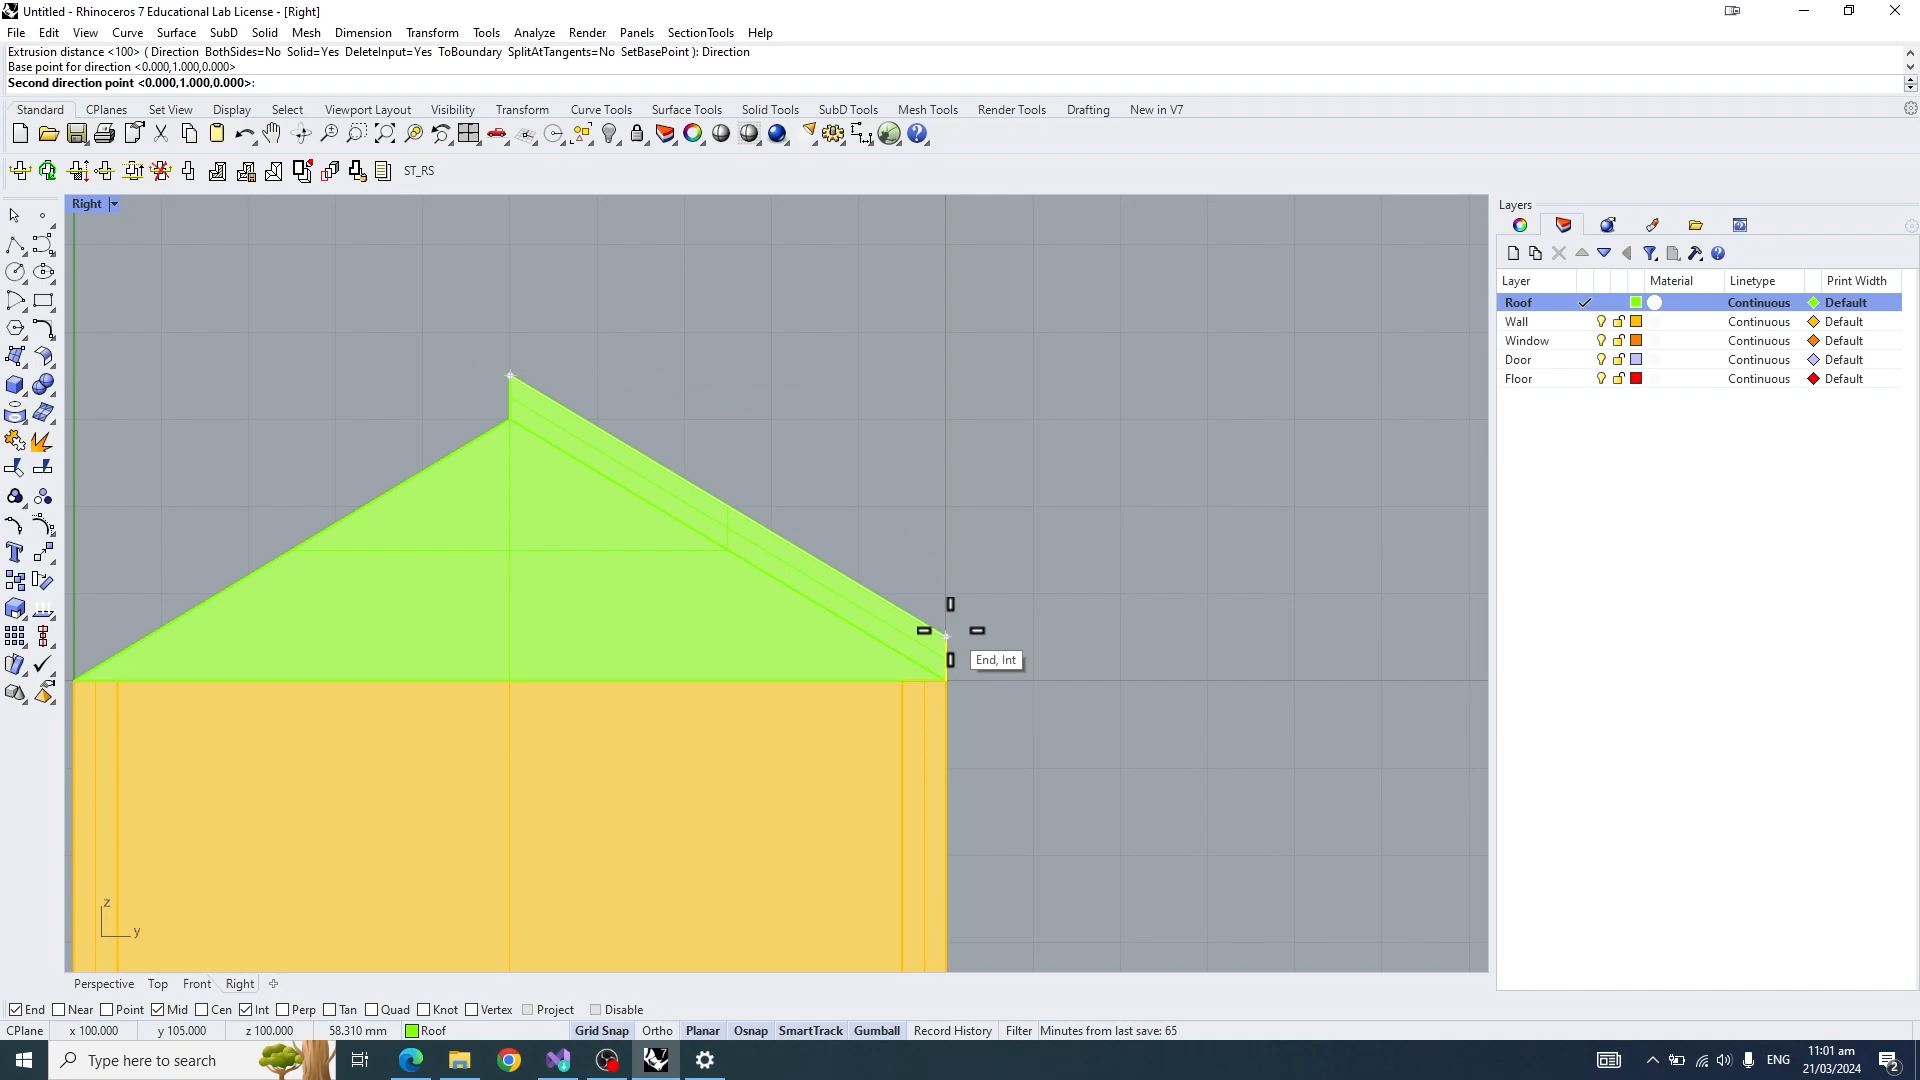 Untitled - Rhinoceros 7 Educational Lab License - [Right]
File Edit View Curve Surface SubD Solid Mesh Dimension Transform Tools Analyze Render Panels SectionTools Help
Extrusion distance <100> ( Direction BothSides=No Solid=Yes DeleteInput=Yes ToBoundary SplitAtTangents=No SetBasePoint ): Direction
Base point for direction <0.000,1.000,0.000>
Second direction point <0.000,1.000,0.000>:
Standard CPlanes Set View Display Select Viewport Layout Visibility Transform Curve Tools Surface Tools Solid Tools SubD Tools Mesh Tools Render Tools Drafting New in V7
ST_RS
Right
Layers
Layer Material Linetype Print Width
Roof Continuous Default
Wall Continuous Default
Window Continuous Default
Door Continuous Default
Floor Continuous Default
End, Int
z
y
Perspective Top Front Right
End Near Point Mid Cen Int Perp Tan Quad Knot Vertex Project Disable
CPlane x 100.000 y 105.000 z 100.000 58.310 mm Roof Grid Snap Ortho Planar Osnap SmartTrack Gumball Record History Filter Minutes from last save: 65
Type here to search
ENG
11:01 am
21/03/2024
2